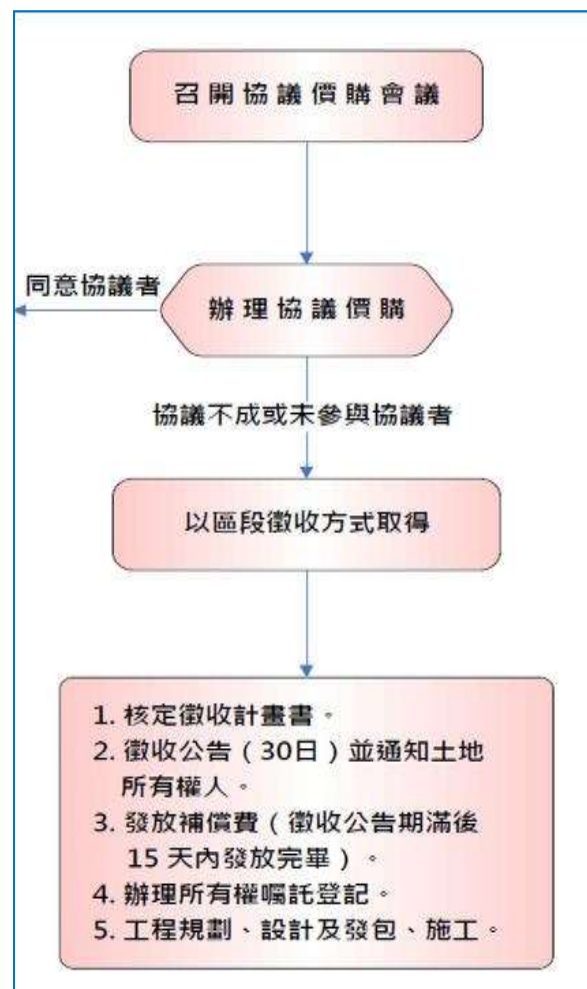 召開協議價購會議
同意協議者
辦理協議價購
協議不成或未參與協議者
以區段徵收方式取得
1. 核定徵收計畫書。
2. 徵收公告（30日）並通知土地
所有權人。
3. 發放補償費（徵收公告期滿後
15 天內發放完畢）。
4. 辦理所有權囑託登記。
5. 工程規劃、設計及發包、施工。